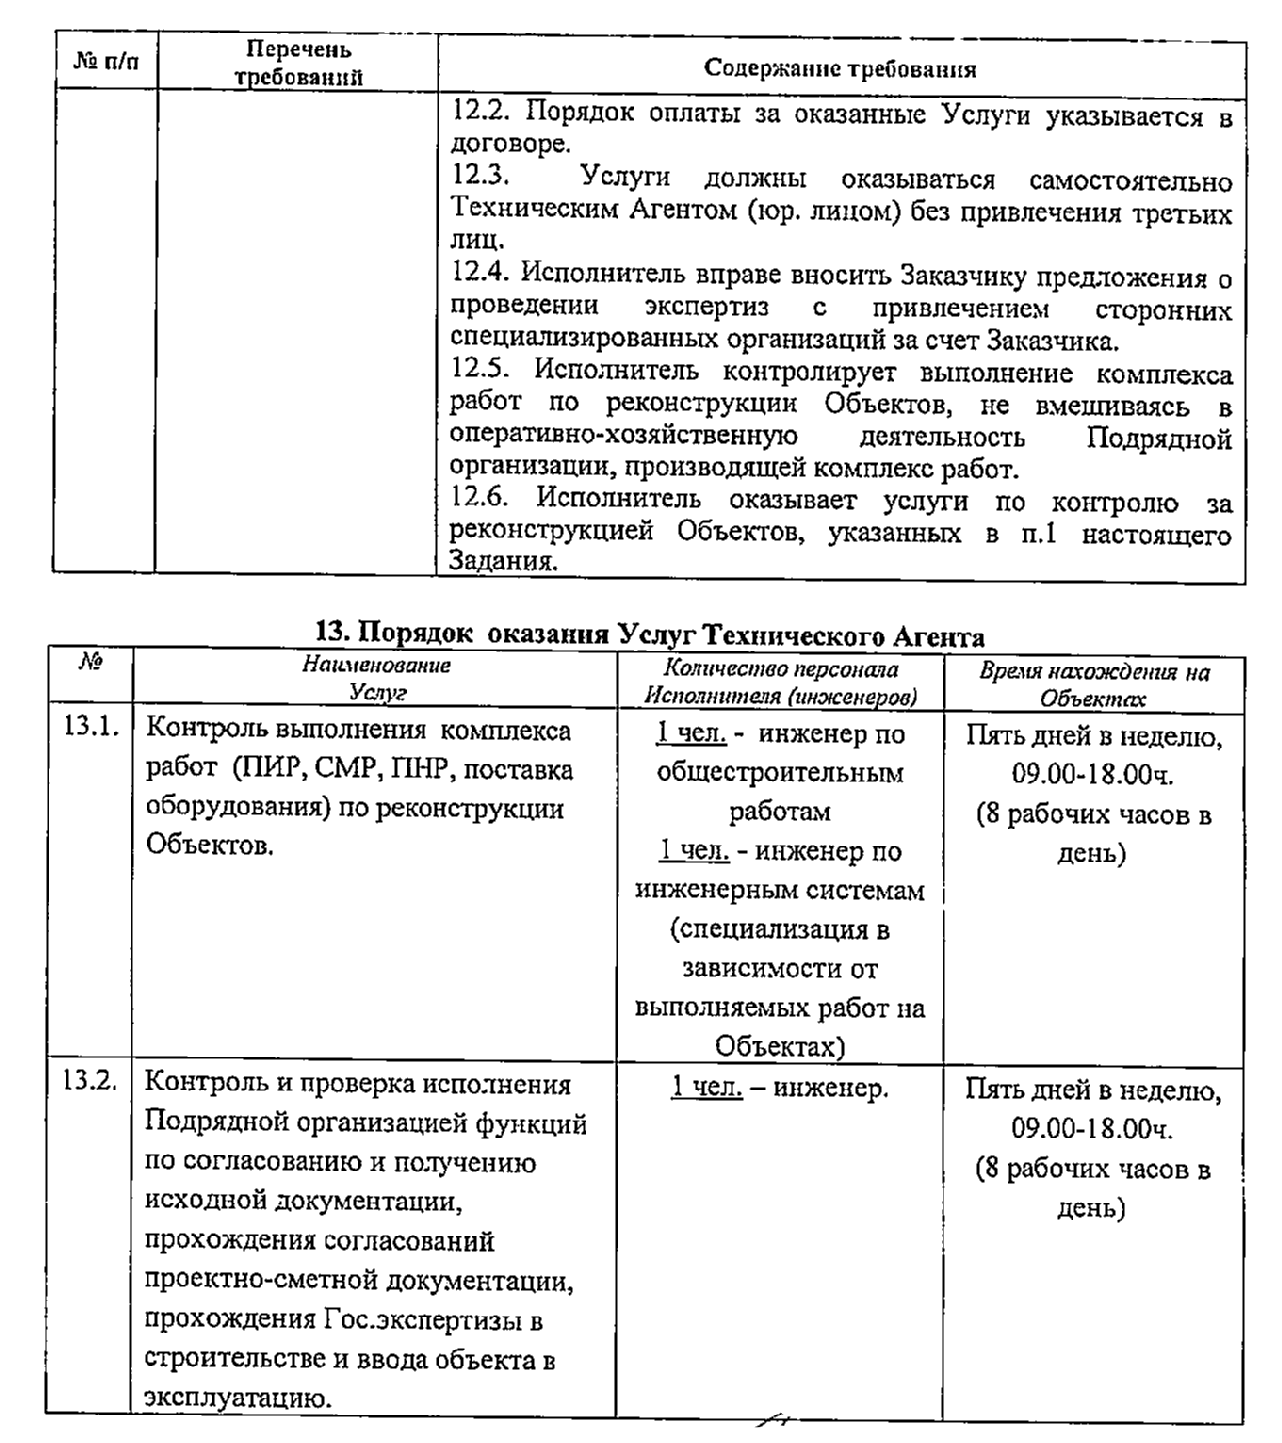 № п/п
Перечень
требований
Содержание требования
12.2. Порядок оплаты за оказанные Услуги указывается в
договоре.
12.3. Услуги должны оказываться самостоятельно
Техническим Агентом (юр. лицом) без привлечения третьих
лиц.
12.4. Исполнитель вправе вносить Заказчику предложения о
проведении экспертиз с привлечением сторонних
специализированных организаций за счет Заказчика.
12.5. Исполнитель контролирует выполнение комплекса
работ по реконструкции Объектов, не вмешиваясь в
оперативно-хозяйственную деятельность Подрядной
организации, производящей комплекс работ.
12.6. Исполнитель оказывает услуги по контролю за
реконструкцией Объектов, указанных в п.1 настоящего
Задания.
13. Порядок оказания Услуг Технического Агента
№
Наименование
Услуг
Количество персонала
Исполнителя (инженеров)
Время нахождения на
Объектах
13.1.
Контроль выполнения комплекса
работ (ПИР, СМР, ПНР, поставка
оборудования) по реконструкции
Объектов.
1 чел. - инженер по
общестроительным
работам
1 чел. - инженер по
инженерным системам
(специализация в
зависимости от
выполняемых работ на
Объектах)
Пять дней в неделю,
09.00-18.00ч.
(8 рабочих часов в
день)
13.2.
Контроль и проверка исполнения
Подрядной организацией функций
по согласованию и получению
исходной документации,
прохождения согласований
проектно-сметной документации,
прохождения Гос.экспертизы в
строительстве и ввода объекта в
эксплуатацию.
1 чел. – инженер.
Пять дней в неделю,
09.00-18.00ч.
(8 рабочих часов в
день)